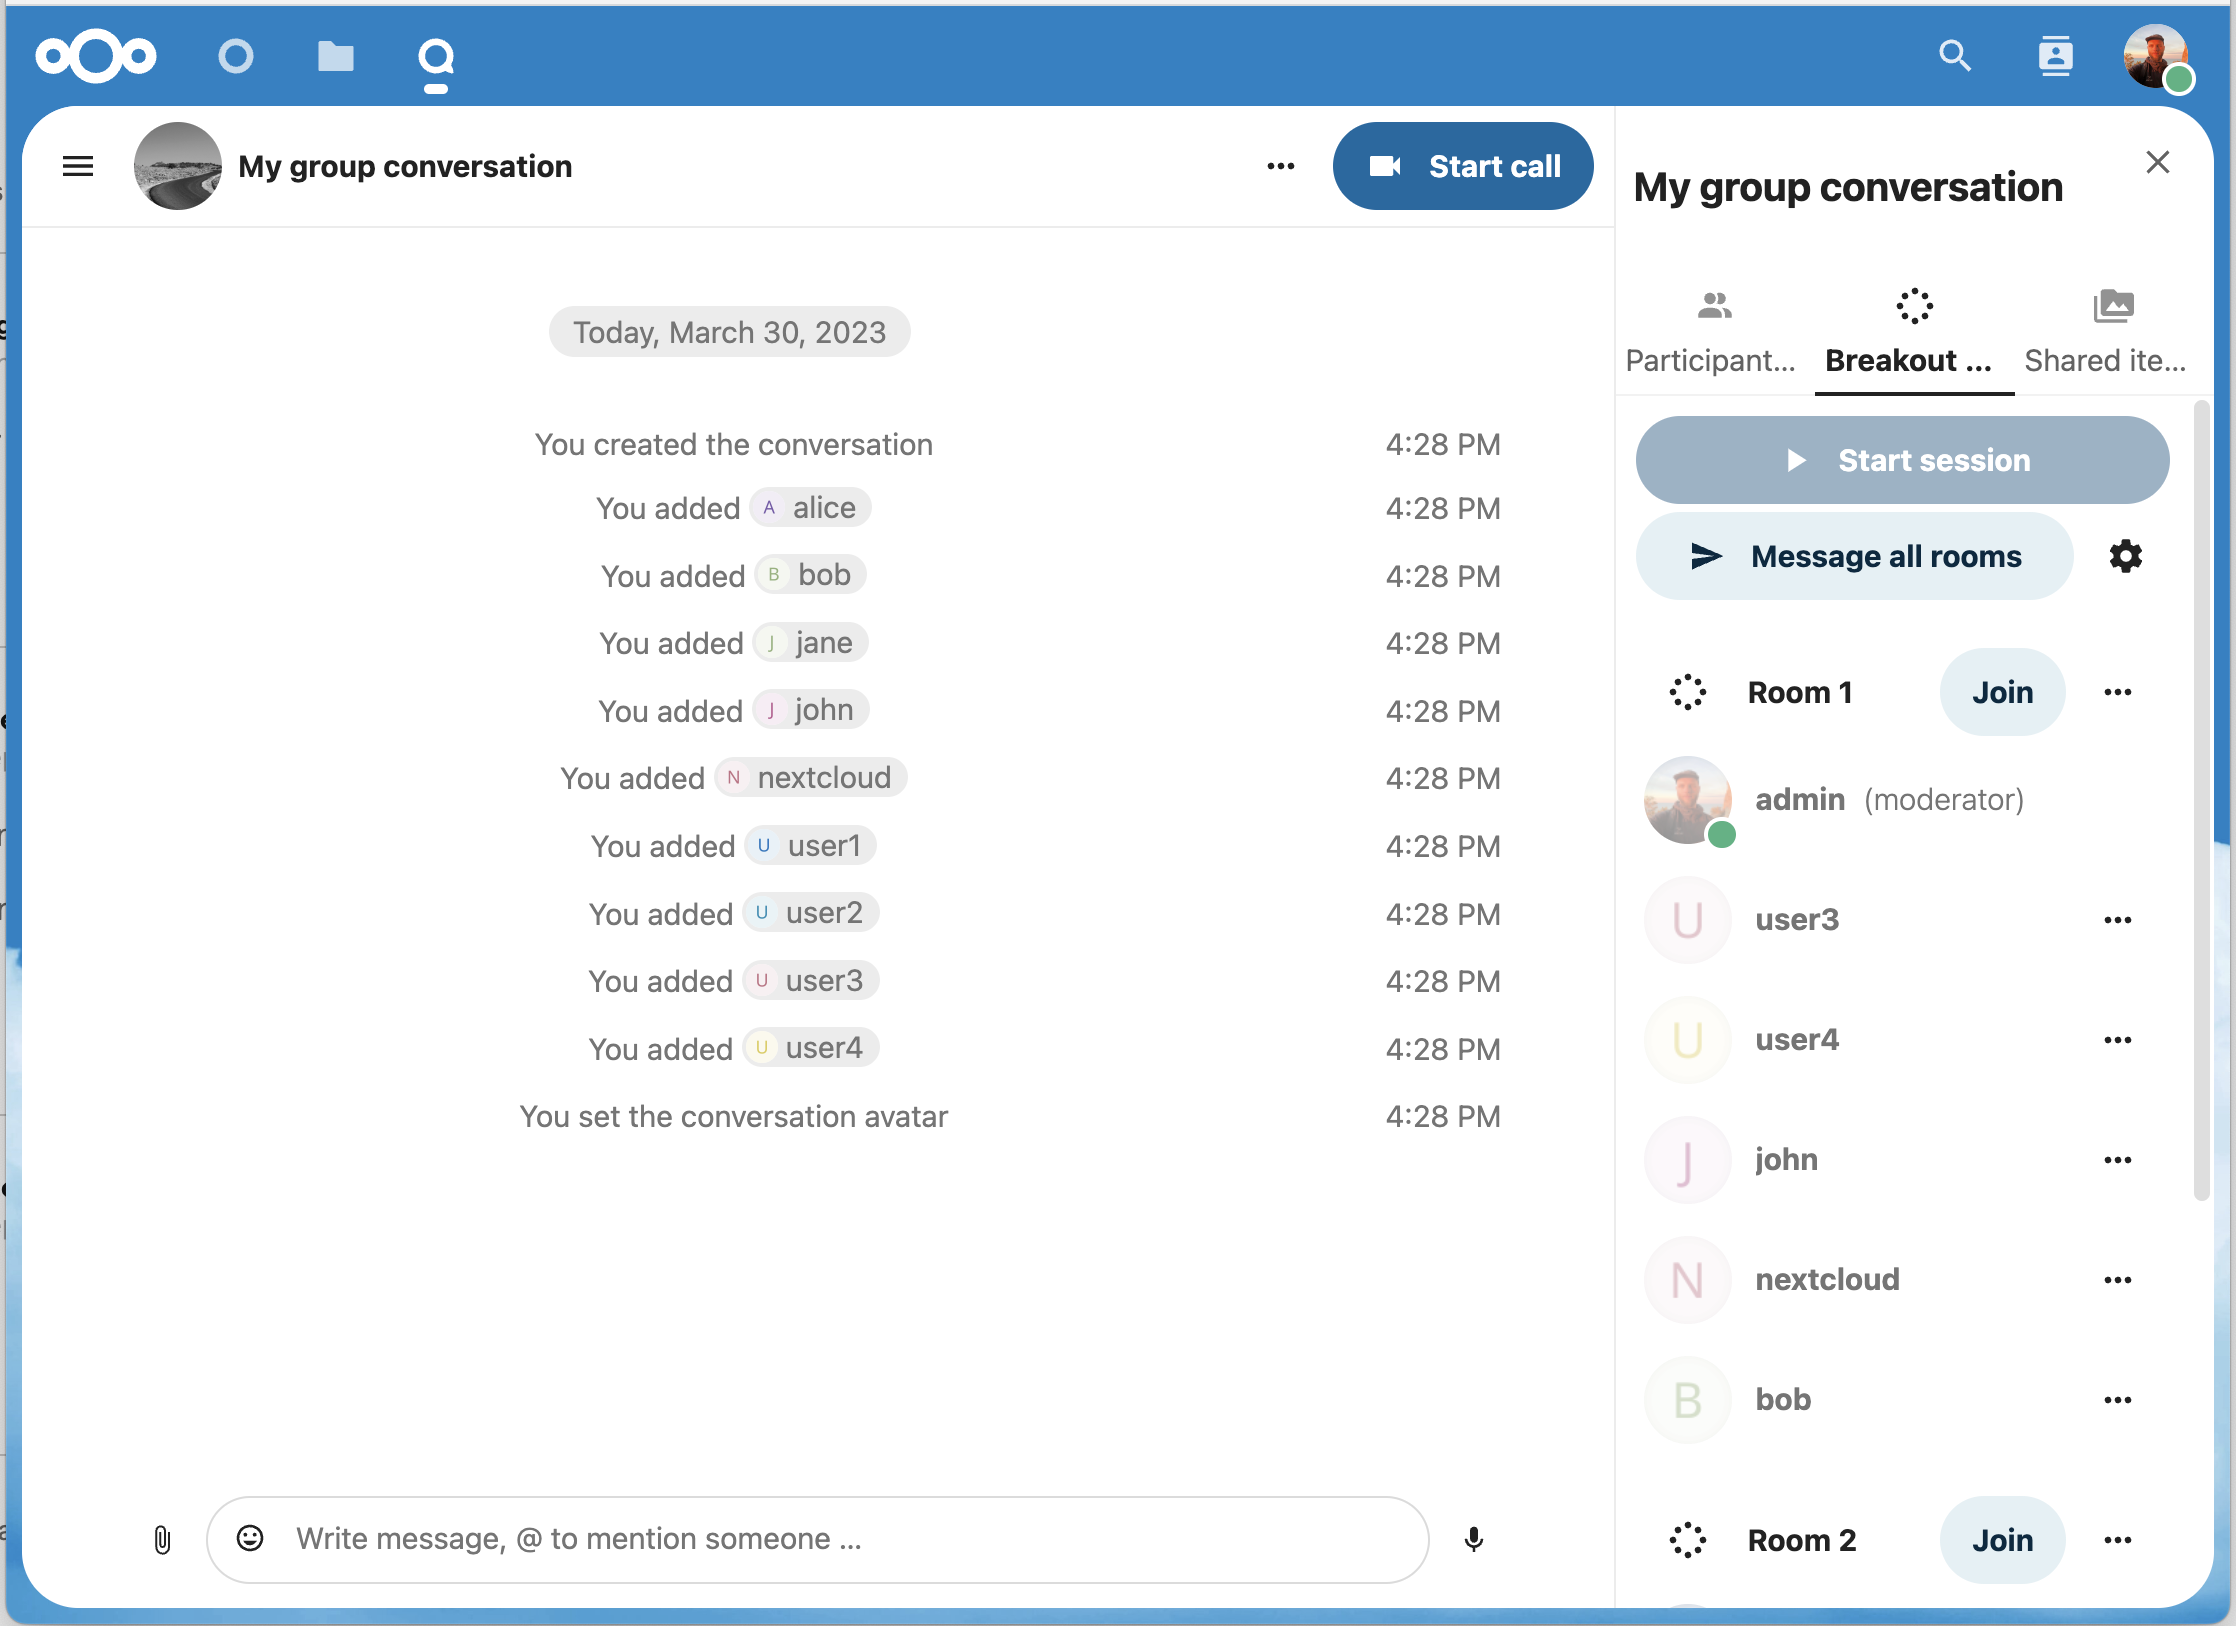 My group conversation
Start call
Today, March 30, 2023
You created the conversation 4:28 PM
You added A alice 4:28 PM
You added B bob 4:28 PM
You added J jane 4:28 PM
You added J john 4:28 PM
You added N nextcloud 4:28 PM
You added U user1 4:28 PM
You added U user2 4:28 PM
You added U user3 4:28 PM
You added U user4 4:28 PM
You set the conversation avatar 4:28 PM
Write message, @ to mention someone ...
My group conversation
Participant... Breakout ... Shared ite...
Start session
Message all rooms
Room 1 Join
admin (moderator)
U user3
U user4
J john
N nextcloud
B bob
Room 2 Join